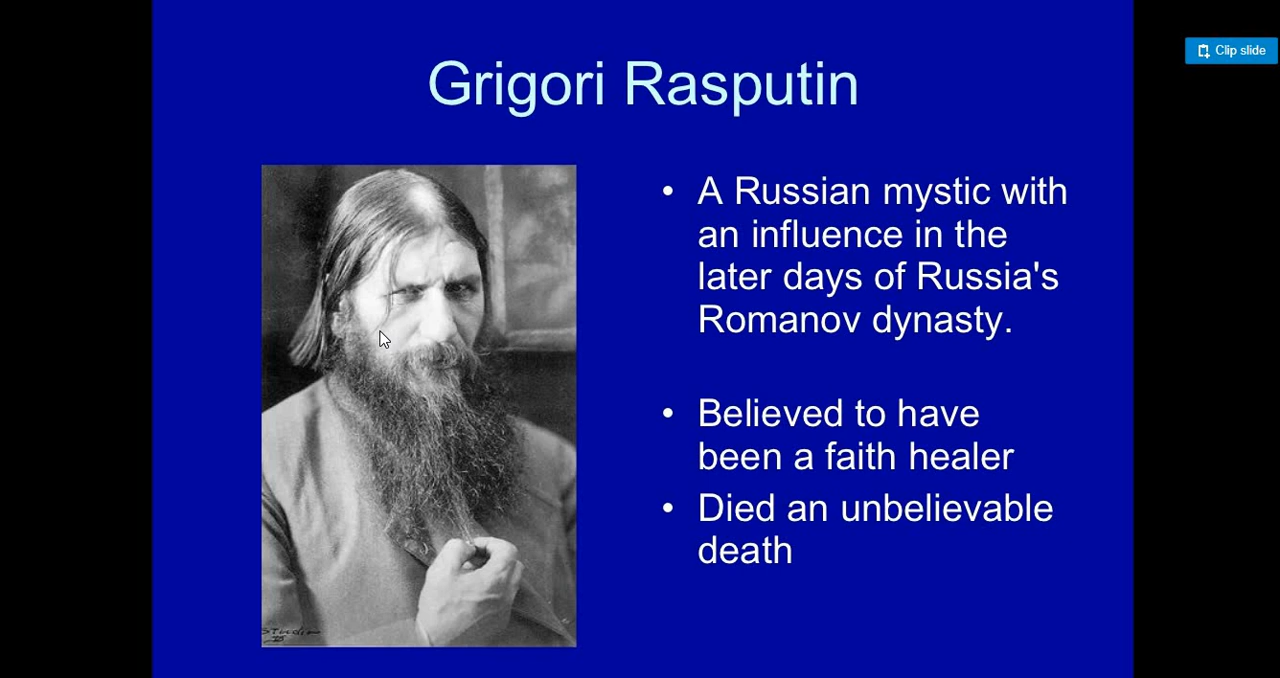 Clip slide
Grigori Rasputin
• A Russian mystic with
an influence in the
later days of Russia's
Romanov dynasty.
• Believed to have
been a faith healer
• Died an unbelievable
death